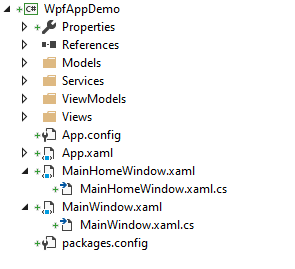 C# WpfAppDemo
Properties
References
Models
Services
ViewModels
Views
App.config
App.xaml
MainHomeWindow.xaml
MainHomeWindow.xaml.cs
MainWindow.xaml
MainWindow.xaml.cs
packages.config